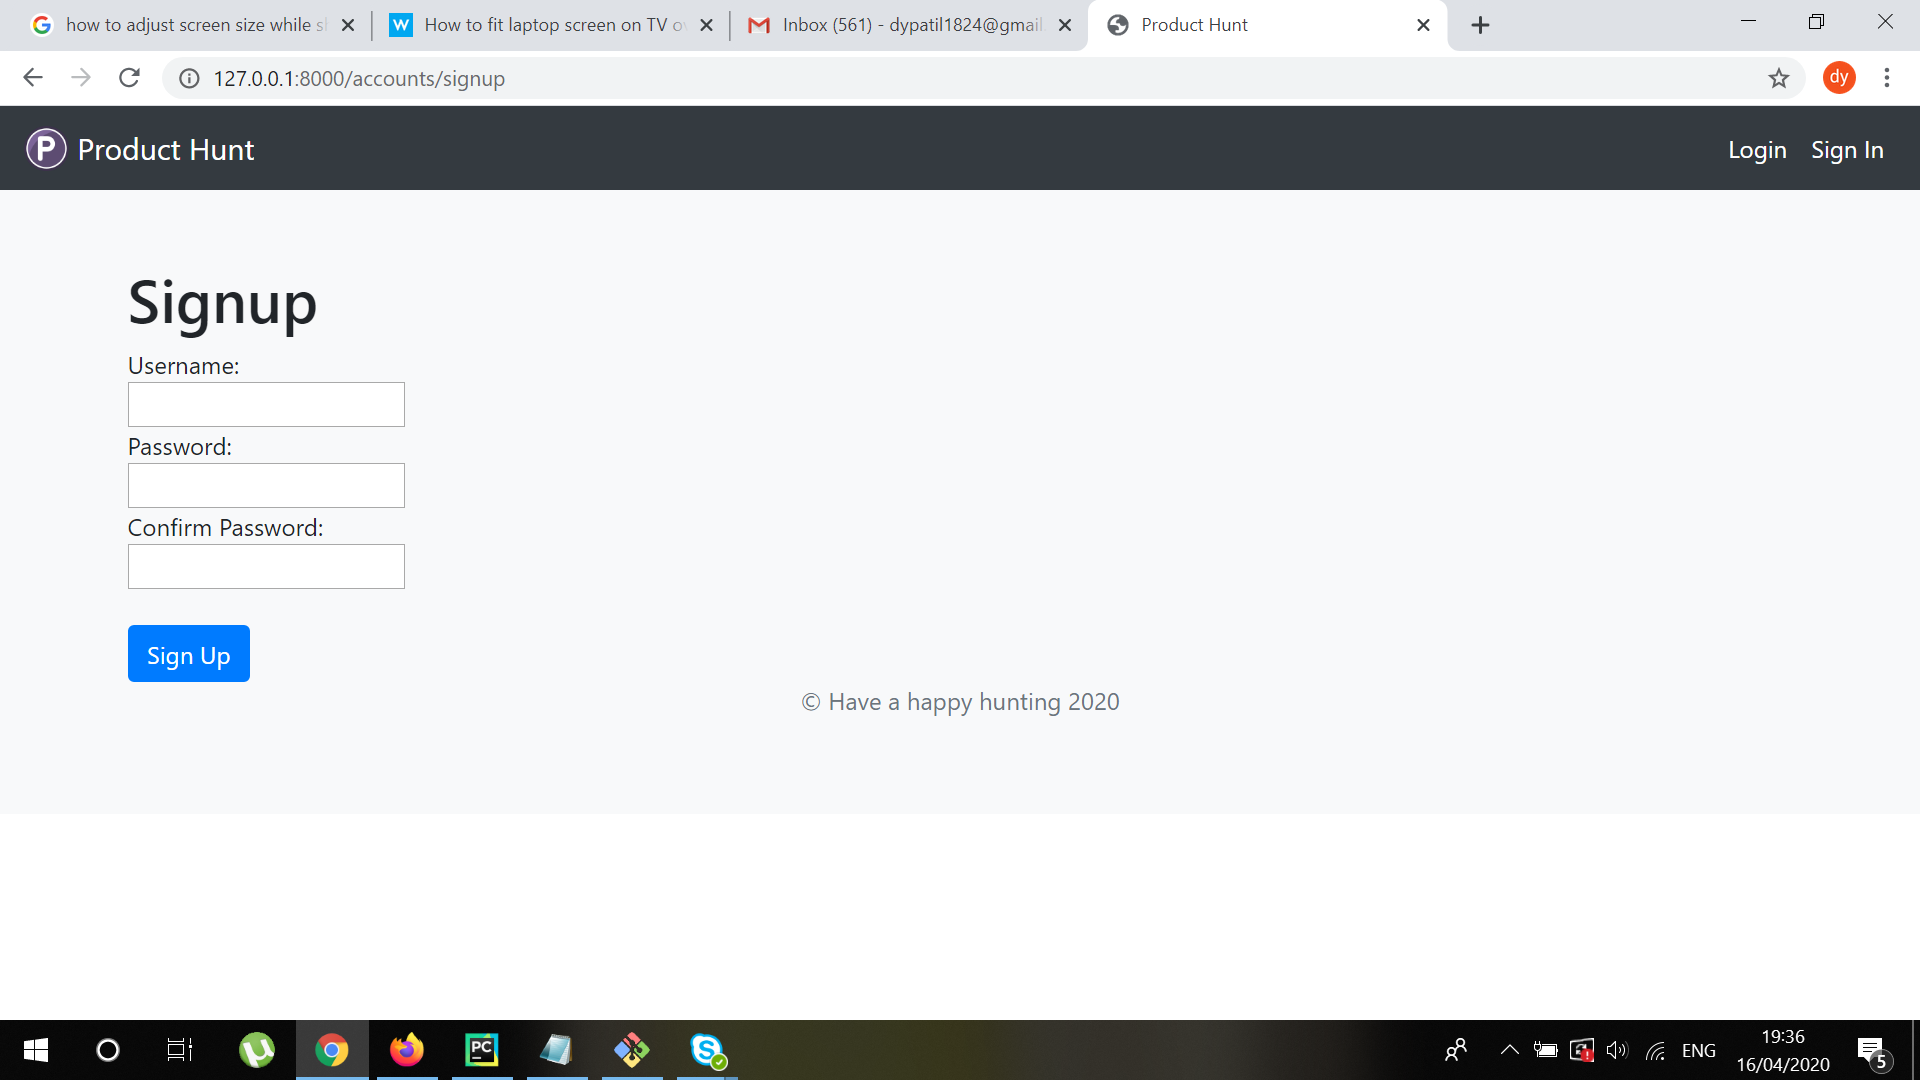 how to adjust screen size while s
How to fit laptop screen on TV ov
Inbox (561) - dypatil1824@gmail.
Product Hunt
127.0.0.1:8000/accounts/signup
dy
P Product Hunt
Login Sign In
Signup
Username:
Password:
Confirm Password:
Sign Up
© Have a happy hunting 2020
PC
ENG
19:36
16/04/2020
5